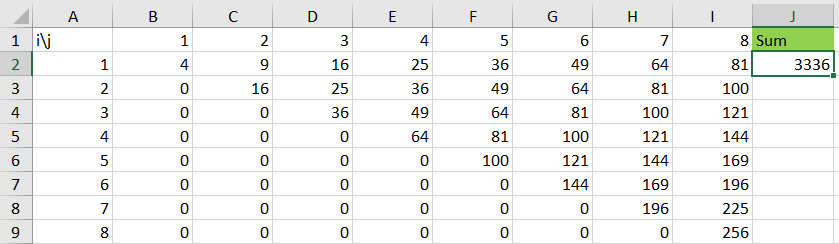 A B C D E F G H I J
1 i\j 1 2 3 4 5 6 7 8 Sum
2 1 4 9 16 25 36 49 64 81 3336
3 2 0 16 25 36 49 64 81 100
4 3 0 0 36 49 64 81 100 121
5 4 0 0 0 64 81 100 121 144
6 5 0 0 0 0 100 121 144 169
7 6 0 0 0 0 0 144 169 196
8 7 0 0 0 0 0 0 196 225
9 8 0 0 0 0 0 0 0 256